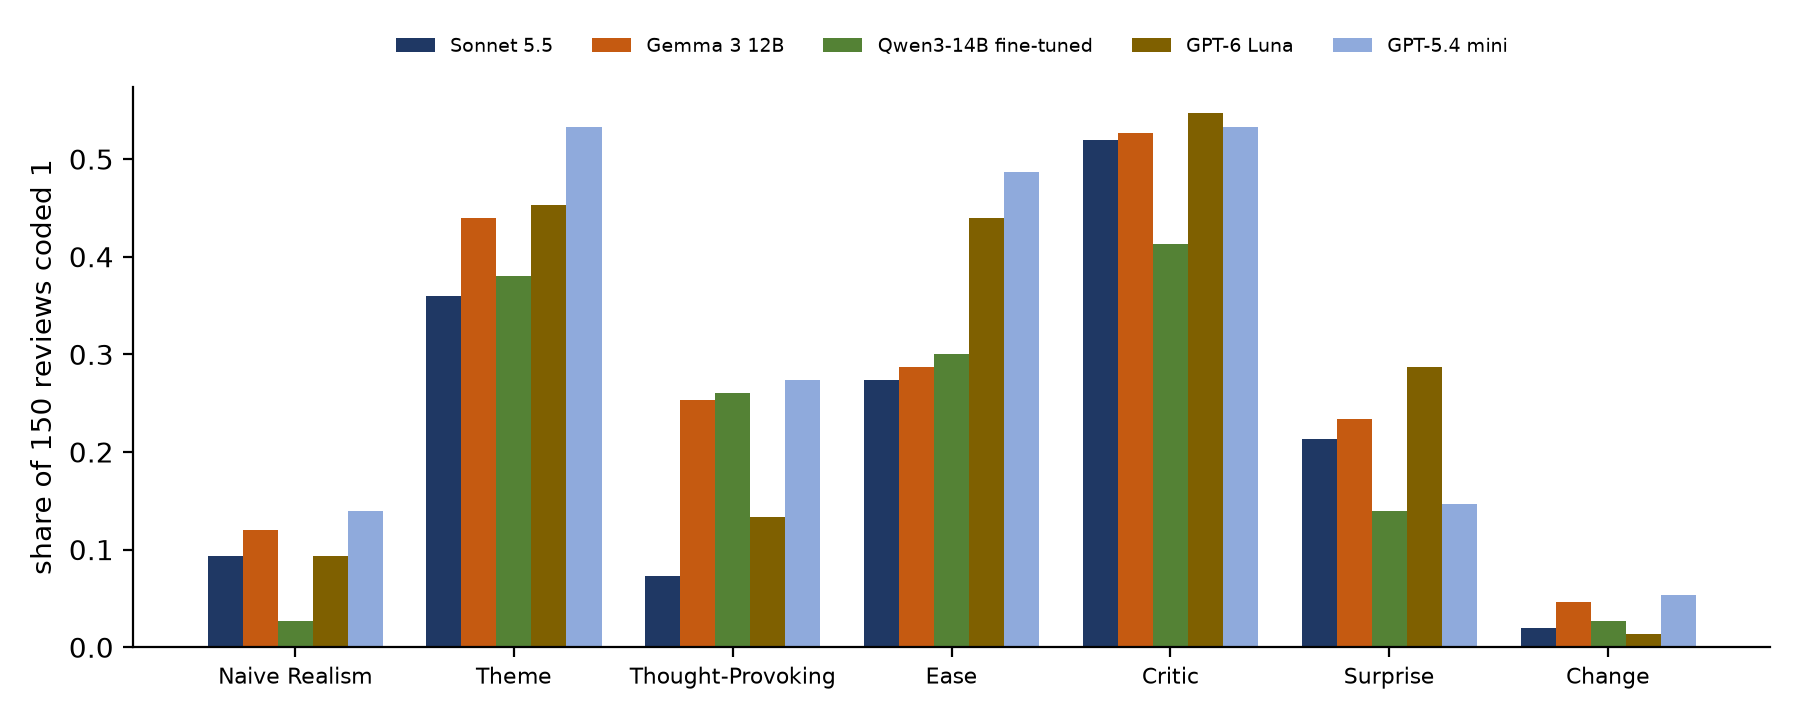 Sonnet 5.5 Gemma 3 12B Qwen3-14B fine-tuned GPT-6 Luna GPT-5.4 mini
share of 150 reviews coded 1
0.5
0.4
0.3
0.2
0.1
0.0
Naive Realism Theme Thought-Provoking Ease Critic Surprise Change